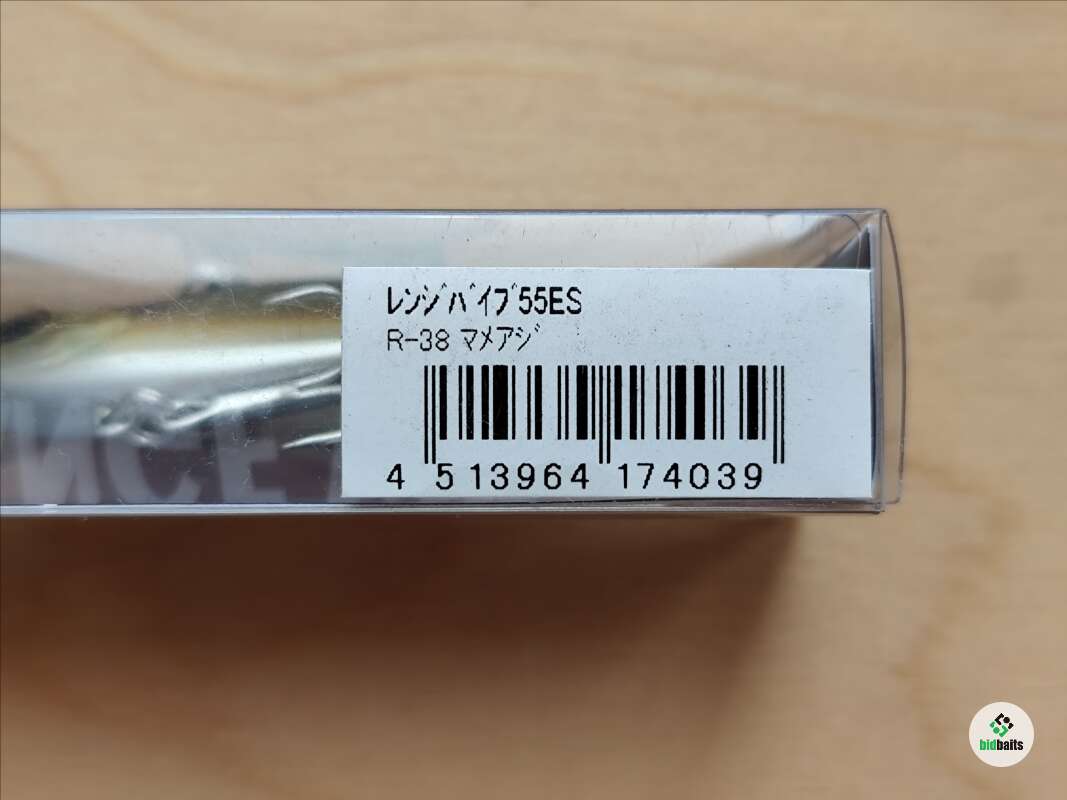 ﾚﾝｼﾞﾊﾞｲﾌﾞ55ES
R-38 ﾏﾒｱｼﾞ
4 513964 174039
bidbaits